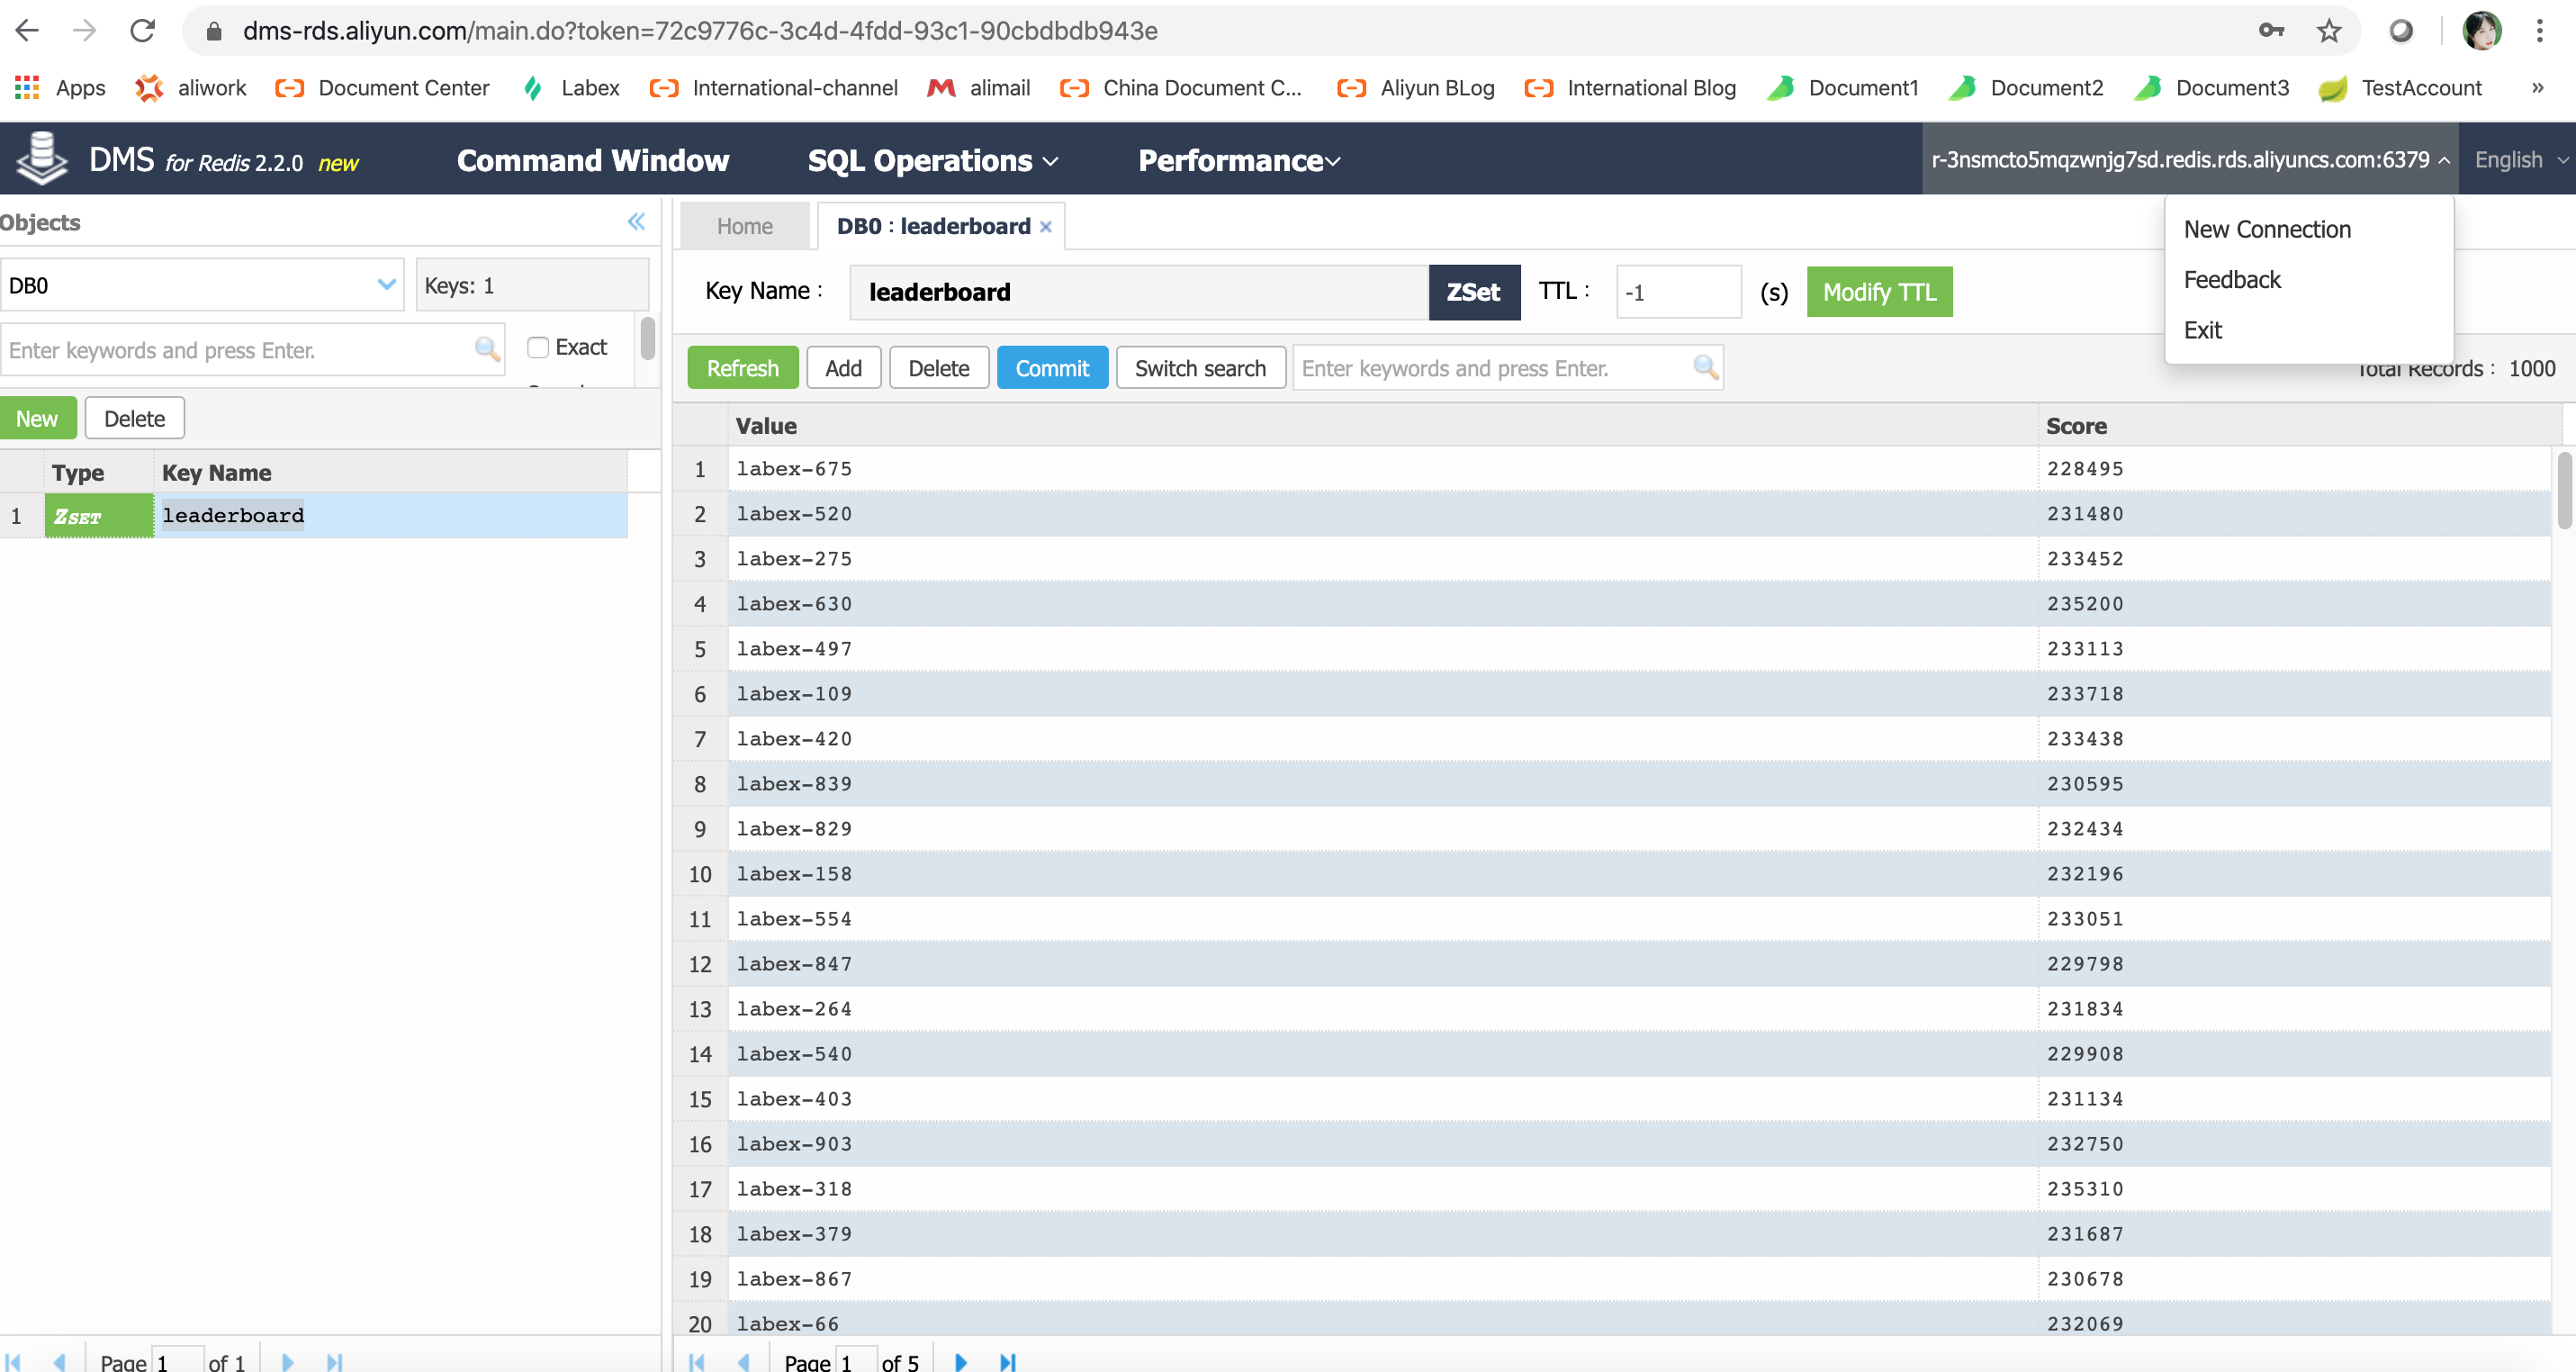 dms-rds.aliyun.com/main.do?token=72c9776c-3c4d-4fdd-93c1-90cbdbdb943e
Apps aliwork Document Center Labex International-channel alimail China Document C... Aliyun BLog International Blog Document1 Document2 Document3 TestAccount »
DMS for Redis 2.2.0 new Command Window SQL Operations Performance r-3nsmcto5mqzwnjg7sd.redis.rds.aliyuncs.com:6379 English
New Connection
Feedback
Exit
Objects
DB0 Keys: 1
Enter keywords and press Enter. Exact
New Delete
Type Key Name
1 ZSET leaderboard
Page 1 of 1
Home DB0 : leaderboard ×
Key Name : leaderboard ZSet TTL : -1 (s) Modify TTL
Refresh Add Delete Commit Switch search Enter keywords and press Enter. Total Records : 1000
Value Score
1 labex-675 228495
2 labex-520 231480
3 labex-275 233452
4 labex-630 235200
5 labex-497 233113
6 labex-109 233718
7 labex-420 233438
8 labex-839 230595
9 labex-829 232434
10 labex-158 232196
11 labex-554 233051
12 labex-847 229798
13 labex-264 231834
14 labex-540 229908
15 labex-403 231134
16 labex-903 232750
17 labex-318 235310
18 labex-379 231687
19 labex-867 230678
20 labex-66 232069
Page 1 of 5